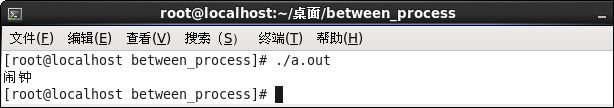 root@localhost:~/桌面/between_process
文件(F) 编辑(E) 查看(V) 搜索(S) 终端(T) 帮助(H)
[root@localhost between_process]# ./a.out
闹钟
[root@localhost between_process]#